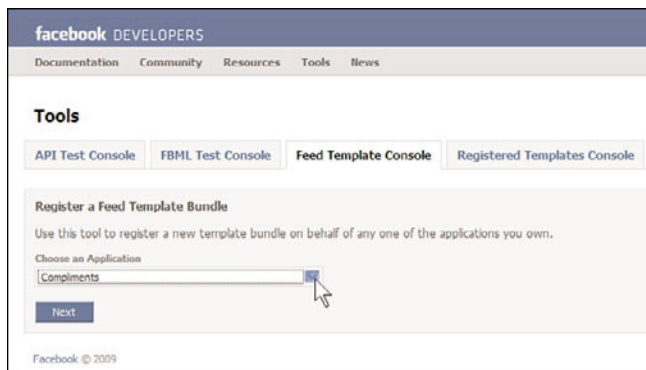 facebook DEVELOPERS
Documentation Community Resources Tools News
Tools
API Test Console FBML Test Console Feed Template Console Registered Templates Console
Register a Feed Template Bundle
Use this tool to register a new template bundle on behalf of any one of the applications you own.
Choose an Application
Compliments
Next
Facebook © 2009